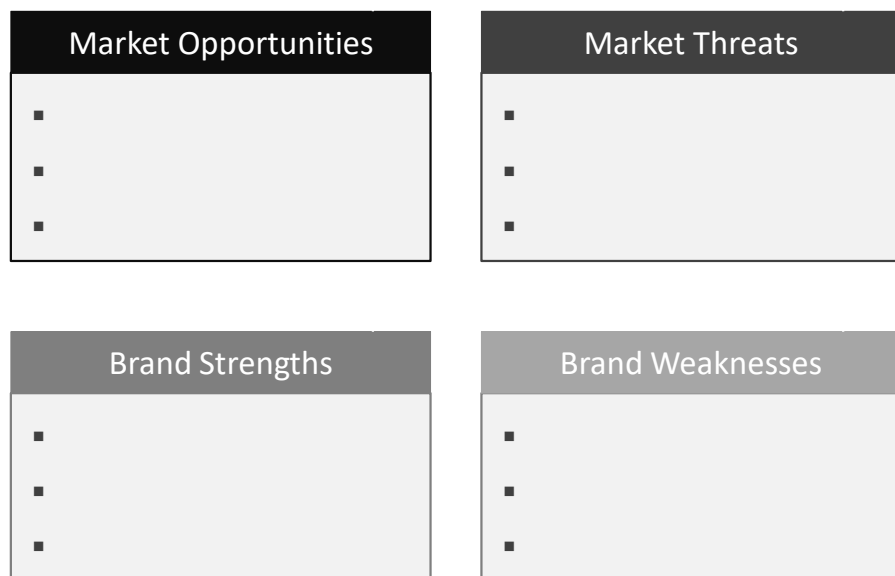 Market Opportunities
Market Threats
Brand Strengths
Brand Weaknesses